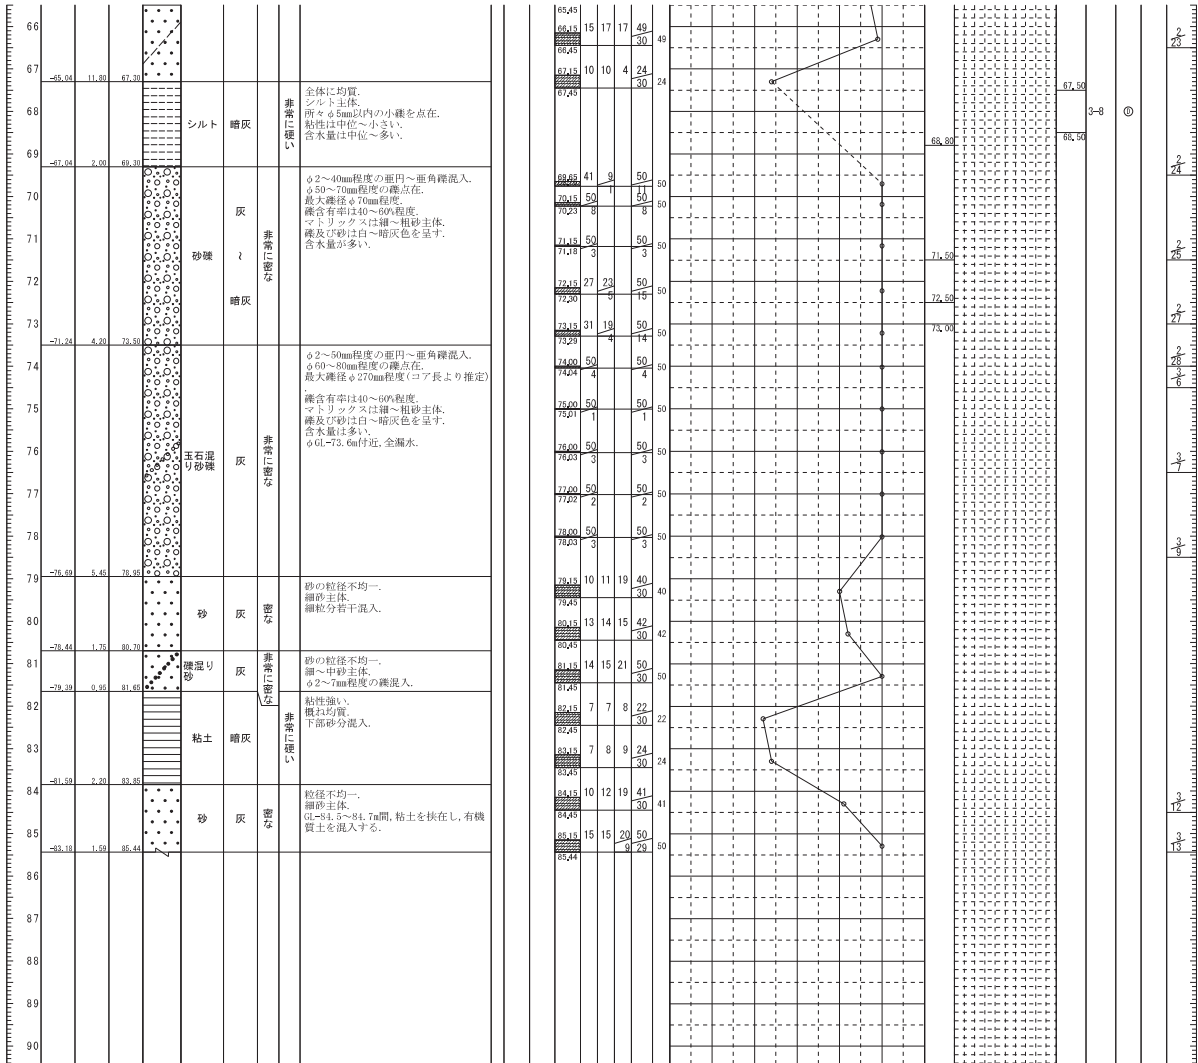 66
67
68
69
70
71
72
73
74
75
76
77
78
79
80
81
82
83
84
85
86
87
88
89
90
-65.04 11.80 67.30
-67.04 2.00 69.30
-71.24 4.20 73.50
-76.69 5.45 78.95
-78.44 1.75 80.70
-79.39 0.95 81.65
-81.59 2.20 83.85
-83.18 1.59 85.44
シルト 暗灰 非常に硬い
全体に均質.
シルト主体.
所々φ5mm以内の小礫を点在.
粘性は中位~小さい.
含水量は中位~多い.
砂礫 灰 ~ 暗灰 非常に密な
φ2~40mm程度の亜円~亜角礫混入.
φ50~70mm程度の礫点在.
最大礫径φ70mm程度.
礫含有率は40~60%程度.
マトリックスは細~粗砂主体.
礫及び砂は白~暗灰色を呈す.
含水量が多い.
玉石混り砂礫 灰 非常に密な
φ2~50mm程度の亜円~亜角礫混入.
φ60~80mm程度の礫点在.
最大礫径φ270mm程度(コア長より推定)
.
礫含有率は40~60%程度.
マトリックスは細~粗砂主体.
礫及び砂は白~暗灰色を呈す.
含水量は多い.
φGL-73.6m付近,全漏水.
砂 灰 密な
砂の粒径不均一.
細砂主体.
細粒分若干混入.
礫混り砂 灰 非常に密な
砂の粒径不均一.
細~中砂主体.
φ2~7mm程度の礫混入.
粘土 暗灰 非常に硬い
粘性強い.
概ね均質.
下部砂分混入.
砂 灰 密な
粒径不均一.
細砂主体.
GL-84.5~84.7m間,粘土を挟在し,有機
質土を混入する.
65.45
66.15 15 17 17 49 49
66.45 30
67.15 10 10 4 24 24
67.45 30
69.65 41 9 50 50
1 11
70.15 50 50 50
70.23 8 8
71.15 50 50 50
71.18 3 3
72.15 27 23 50 50
72.30 5 15
73.15 31 19 50 50
73.29 4 14
74.00 50 50 50
74.04 4 4
75.00 50 50 50
75.01 1 1
76.00 50 50 50
76.03 3 3
77.00 50 50 50
77.02 2 2
78.00 50 50 50
78.03 3 3
79.15 10 11 19 40 40
79.45 30
80.15 13 14 15 42 42
80.45 30
81.15 14 15 21 50 50
81.45 30
82.15 7 7 8 22 22
82.45 30
83.15 7 8 9 24 24
83.45 30
84.15 10 12 19 41 41
84.45 30
85.15 15 15 20 50 50
85.44 9 29
68.80
71.50
72.50
73.00
67.50
68.50
3-8 Ⓓ
2/23
2/24
2/25
2/27
2/28
3/6
3/7
3/9
3/12
3/13